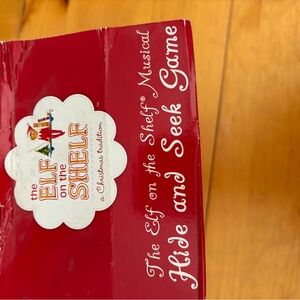 the
ELF
on the
SHELF®
a Christmas tradition
The Elf on the Shelf® Musical
Hide and Seek Game